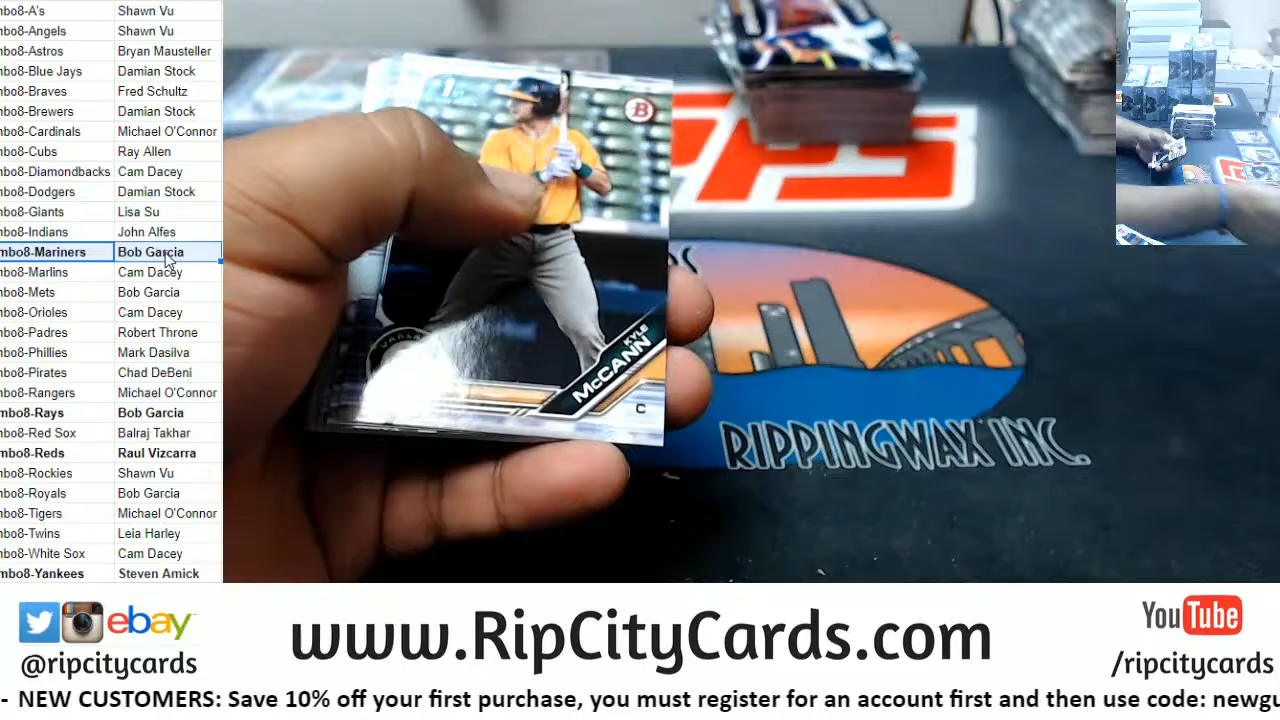 mbo8-A's Shawn Vu
mbo8-Angels Shawn Vu
mbo8-Astros Bryan Mausteller
mbo8-Blue Jays Damian Stock
mbo8-Braves Fred Schultz
mbo8-Brewers Damian Stock
mbo8-Cardinals Michael O'Connor
mbo8-Cubs Ray Allen
mbo8-Diamondbacks Cam Dacey
mbo8-Dodgers Damian Stock
mbo8-Giants Lisa Su
mbo8-Indians John Alfes
mbo8-Mariners Bob Garcia
mbo8-Marlins Cam Dacey
mbo8-Mets Bob Garcia
mbo8-Orioles Cam Dacey
mbo8-Padres Robert Throne
mbo8-Phillies Mark Dasilva
mbo8-Pirates Chad DeBeni
mbo8-Rangers Michael O'Connor
mbo8-Rays Bob Garcia
mbo8-Red Sox Balraj Takhar
mbo8-Reds Raul Vizcarra
mbo8-Rockies Shawn Vu
mbo8-Royals Bob Garcia
mbo8-Tigers Michael O'Connor
mbo8-Twins Leia Harley
mbo8-White Sox Cam Dacey
mbo8-Yankees Steven Amick
1st
B
KYLE
McCANN
C
RIPPINGWAX INC.
ebay
@ripcitycards
www.RipCityCards.com
YouTube
/ripcitycards
- NEW CUSTOMERS: Save 10% off your first purchase, you must register for an account first and then use code: newgu